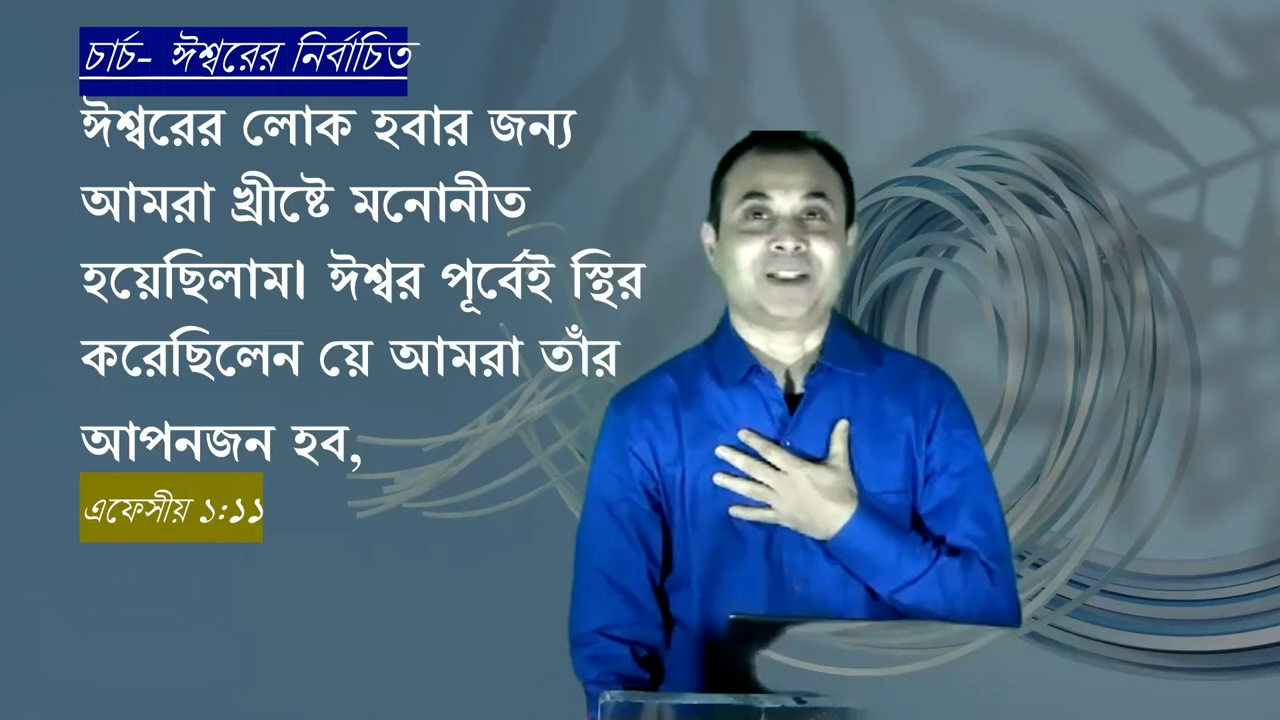 চার্চ- ঈশ্বরের নির্বাচিত
ঈশ্বরের লোক হবার জন্য
আমরা খ্রীষ্টে মনোনীত
হয়েছিলাম। ঈশ্বর পূর্বেই স্থির
করেছিলেন য়ে আমরা তাঁর
আপনজন হব,
এফেসীয় ১:১১